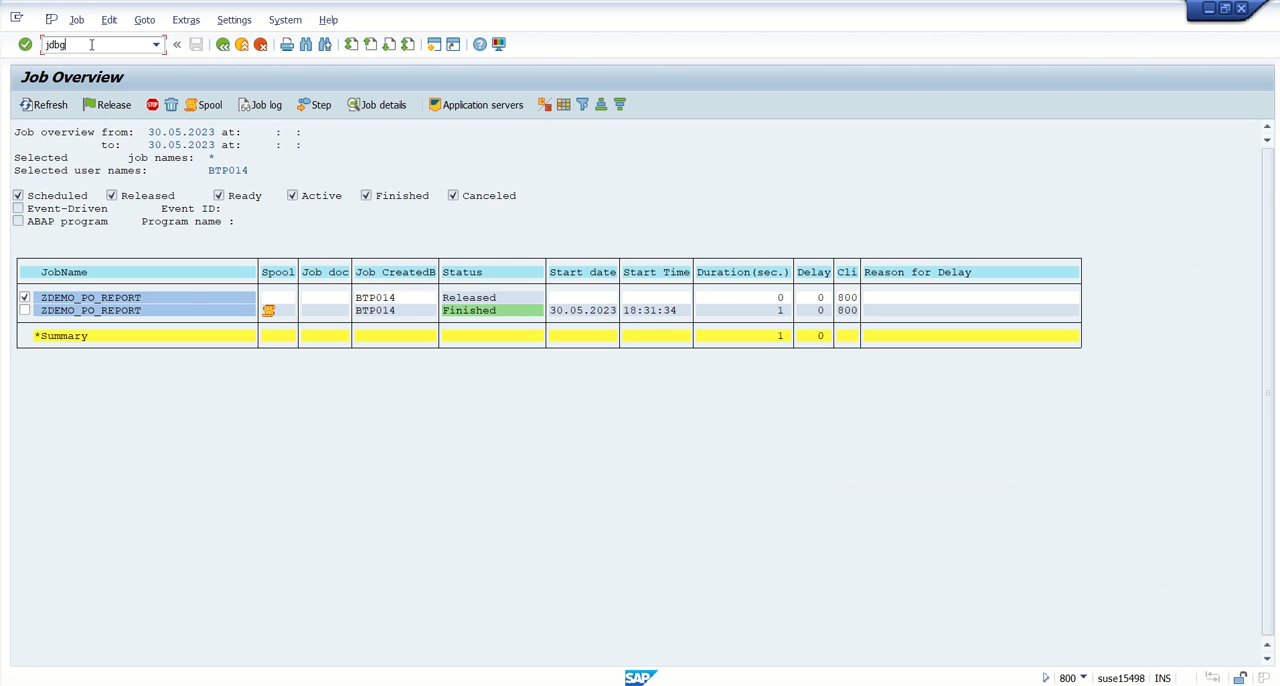 Job Edit Goto Extras Settings System Help
jdbg
Job Overview
Refresh Release STOP Spool Job log Step Job details Application servers
Job overview from: 30.05.2023 at: : :
to: 30.05.2023 at: : :
Selected job names: *
Selected user names: BTP014
Scheduled Released Ready Active Finished Canceled
Event-Driven Event ID:
ABAP program Program name :
JobName Spool Job doc Job CreatedB Status Start date Start Time Duration(sec.) Delay Cli Reason for Delay
ZDEMO_PO_REPORT BTP014 Released 0 0 800
ZDEMO_PO_REPORT BTP014 Finished 30.05.2023 18:31:34 1 0 800
*Summary 1 0
SAP 800 suse15498 INS